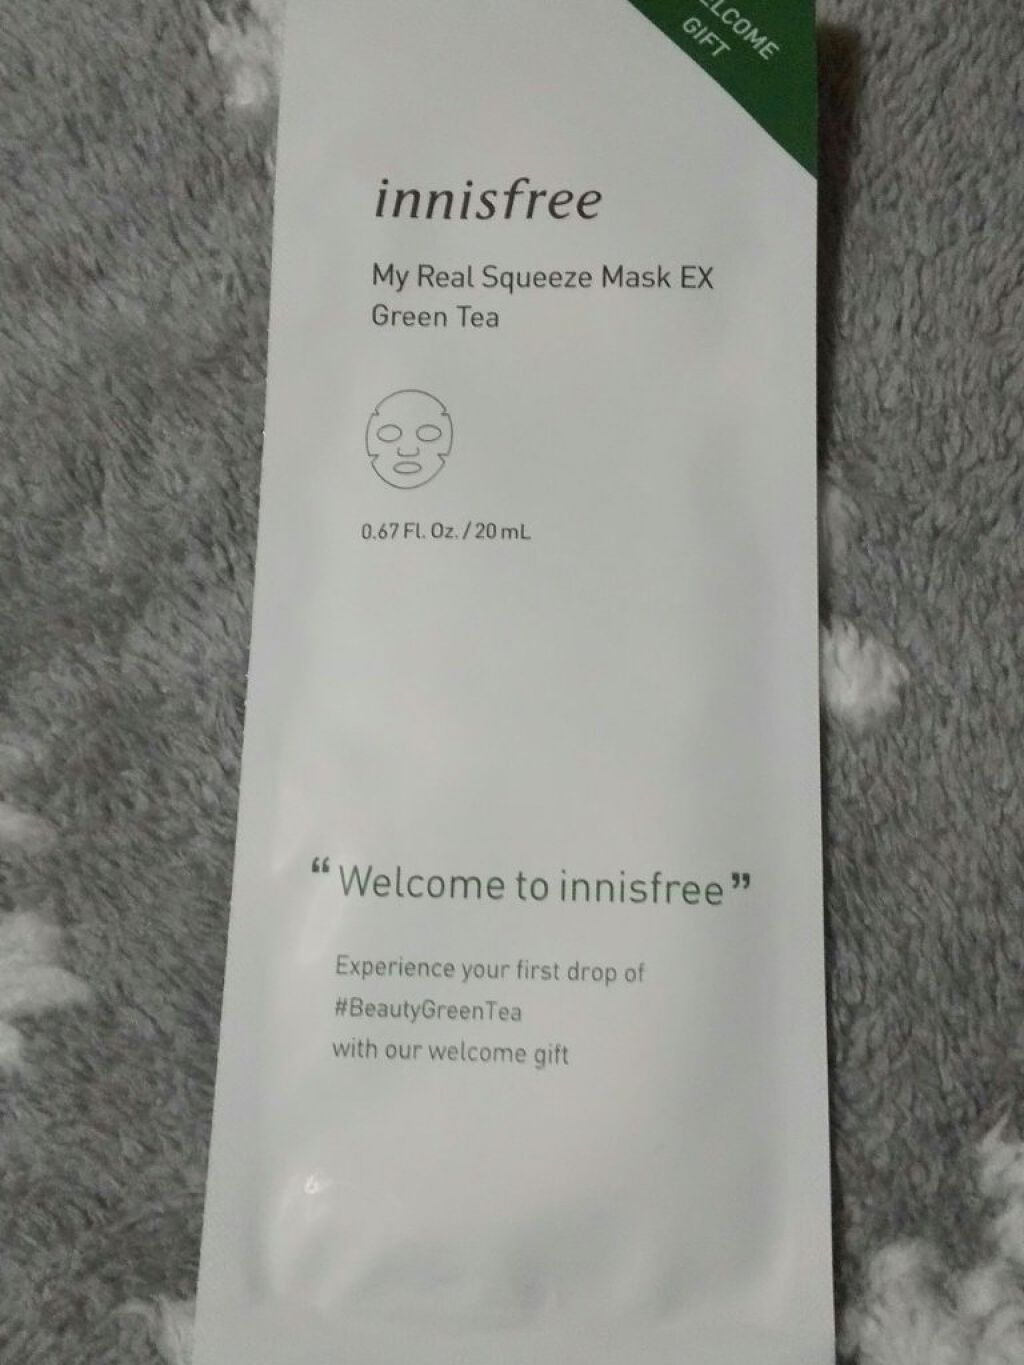 GIFT
innisfree
My Real Squeeze Mask EX
Green Tea
0.67 Fl. Oz. / 20 mL
“Welcome to innisfree”
Experience your first drop of
#BeautyGreenTea
with our welcome gift